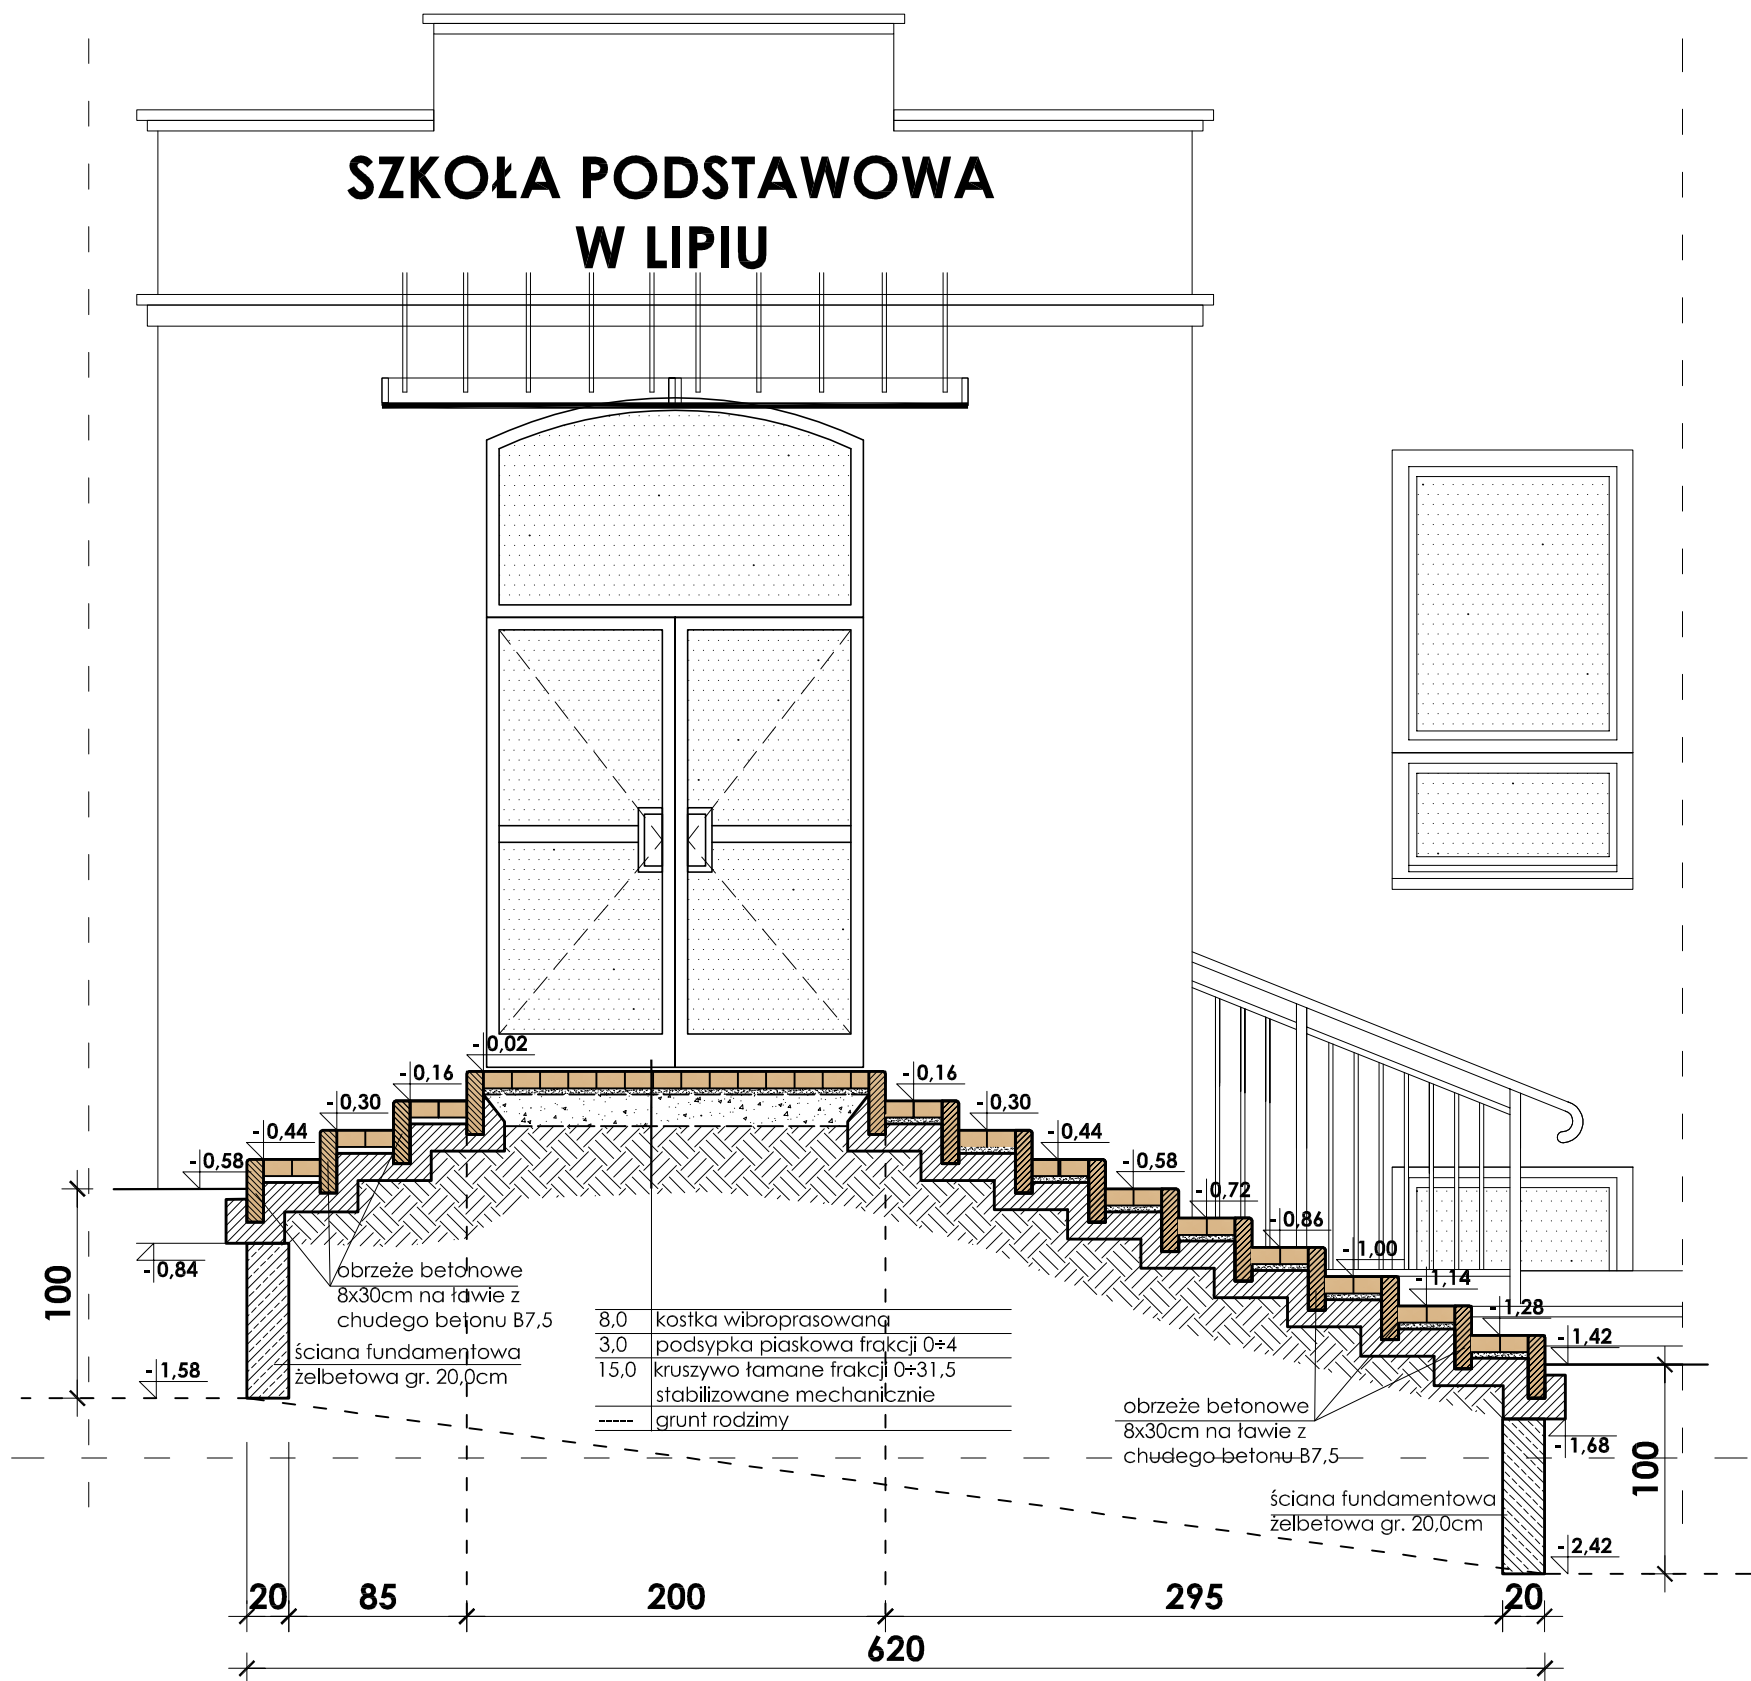 SZKOŁA PODSTAWOWA
W LIPIU
-0,02
-0,16
-0,30
-0,44
-0,58
-0,16
-0,30
-0,44
-0,58
-0,72
-0,86
-1,00
-1,14
-1,28
-1,42
-0,84
-1,58
-1,68
-2,42
100
100
obrzeże betonowe
8x30cm na ławie z
chudego betonu B7,5
ściana fundamentowa
żelbetowa gr. 20,0cm
8,0 kostka wibroprasowana
3,0 podsypka piaskowa frakcji 0÷4
15,0 kruszywo łamane frakcji 0÷31,5
stabilizowane mechanicznie
----- grunt rodzimy
obrzeże betonowe
8x30cm na ławie z
chudego betonu B7,5
ściana fundamentowa
żelbetowa gr. 20,0cm
20 85 200 295 20
620